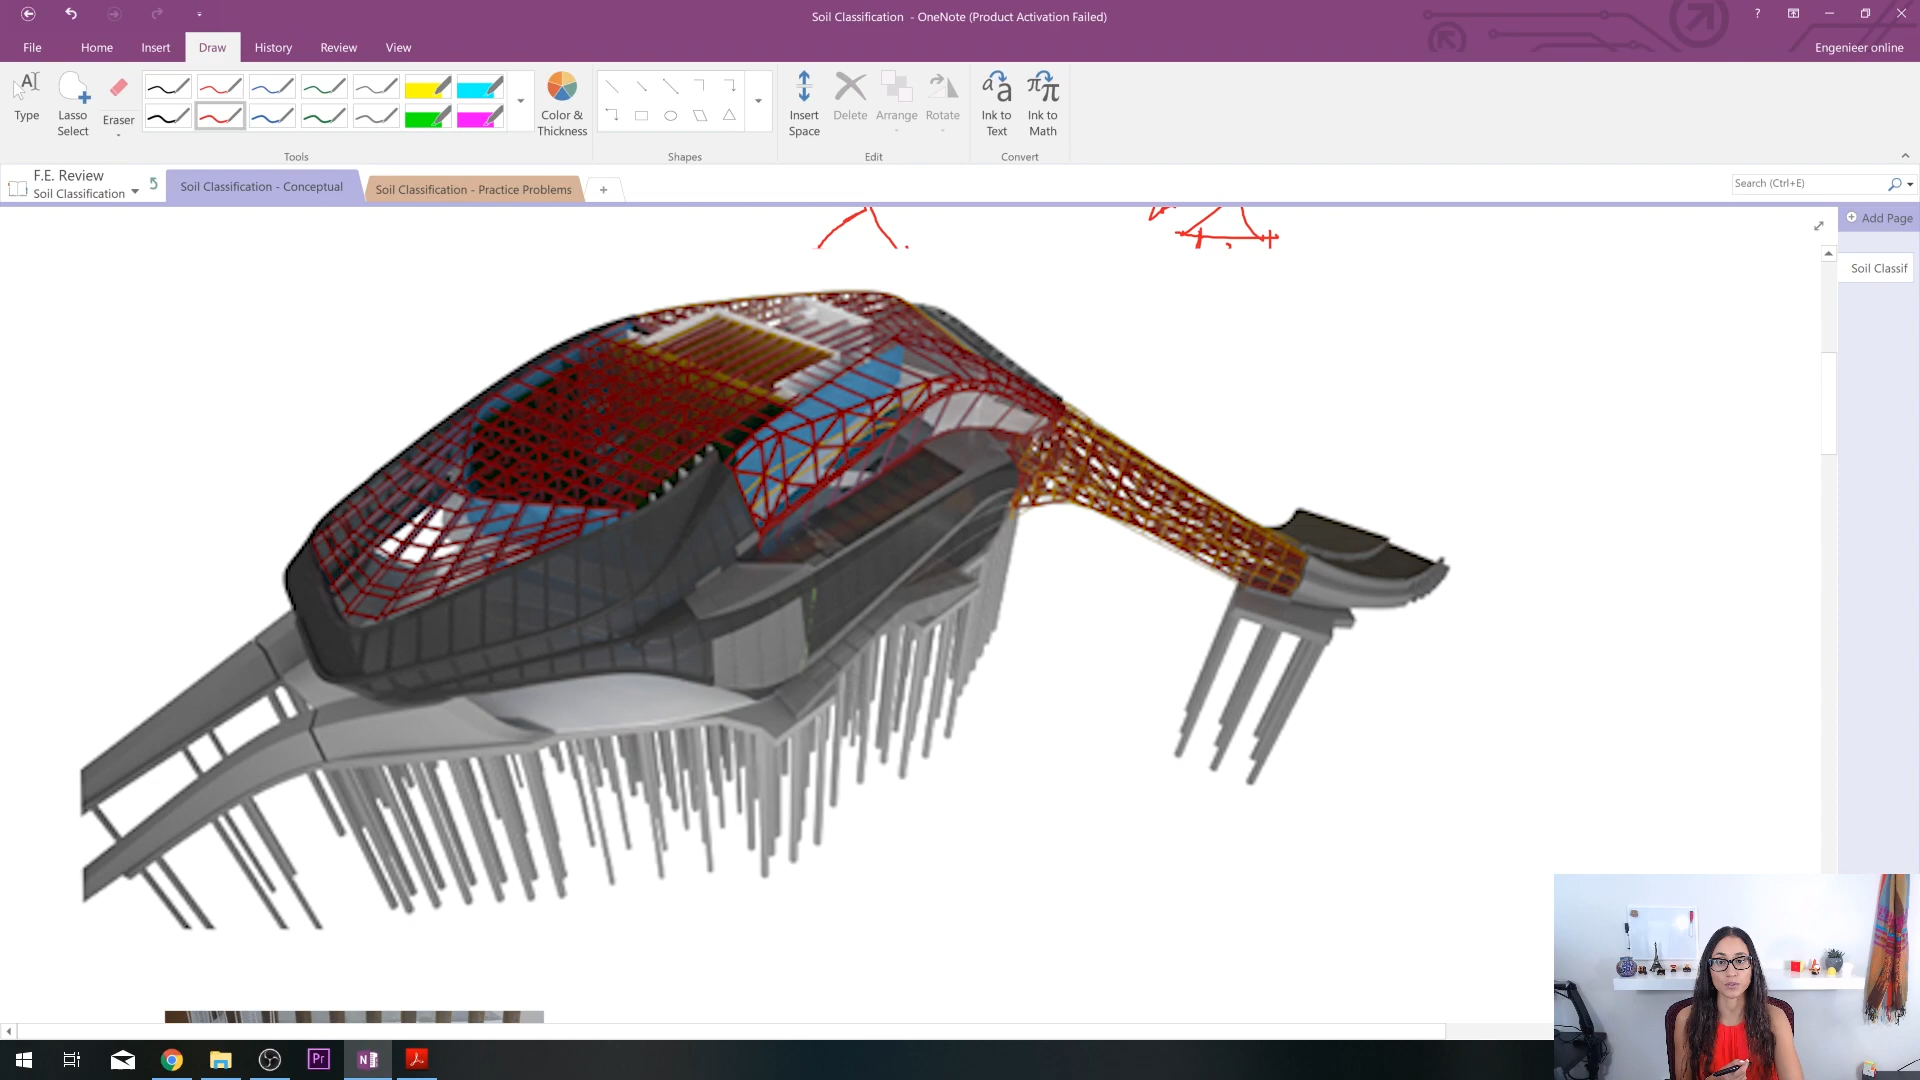 Soil Classification - OneNote (Product Activation Failed)
?
File
Home
Insert
Draw
History
Review
View
Engenieer online
Type
Lasso Select
Eraser
Color & Thickness
Insert Space
Delete
Arrange
Rotate
Ink to Text
Ink to Math
Tools
Shapes
Edit
Convert
F.E. Review
Soil Classification
Soil Classification - Conceptual
Soil Classification - Practice Problems
+
Search (Ctrl+E)
Add Page
Soil Classif
Pr
N